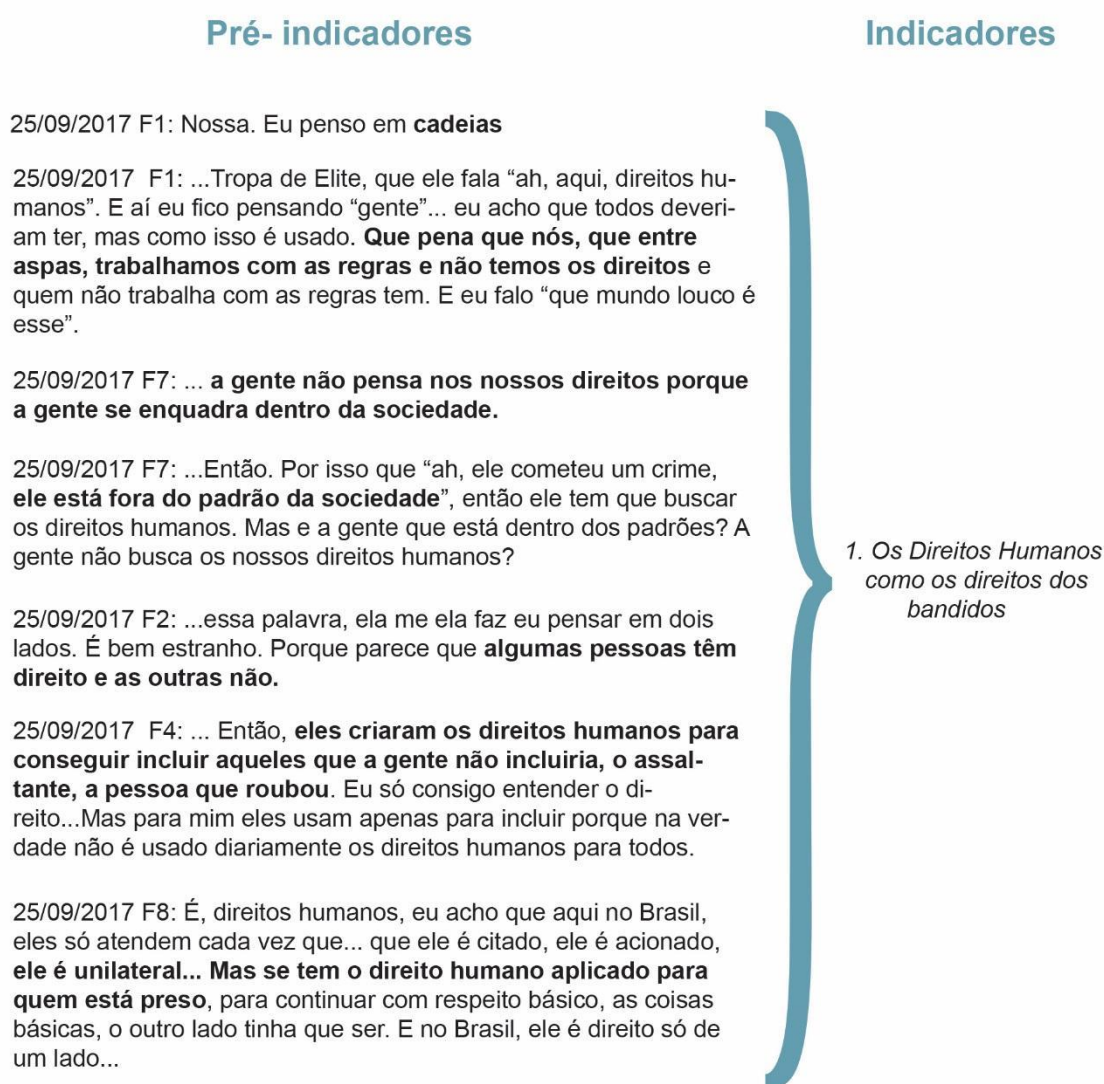 Pré- indicadores
Indicadores
25/09/2017 F1: Nossa. Eu penso em cadeias
25/09/2017 F1: ...Tropa de Elite, que ele fala “ah, aqui, direitos hu-
manos”. E aí eu fico pensando “gente”... eu acho que todos deveri-
am ter, mas como isso é usado. Que pena que nós, que entre
aspas, trabalhamos com as regras e não temos os direitos e
quem não trabalha com as regras tem. E eu falo “que mundo louco é
esse”.
25/09/2017 F7: ... a gente não pensa nos nossos direitos porque
a gente se enquadra dentro da sociedade.
25/09/2017 F7: ...Então. Por isso que “ah, ele cometeu um crime,
ele está fora do padrão da sociedade”, então ele tem que buscar
os direitos humanos. Mas e a gente que está dentro dos padrões? A
gente não busca os nossos direitos humanos?
25/09/2017 F2: ...essa palavra, ela me ela faz eu pensar em dois
lados. É bem estranho. Porque parece que algumas pessoas têm
direito e as outras não.
25/09/2017 F4: ... Então, eles criaram os direitos humanos para
conseguir incluir aqueles que a gente não incluiria, o assal-
tante, a pessoa que roubou. Eu só consigo entender o di-
reito...Mas para mim eles usam apenas para incluir porque na ver-
dade não é usado diariamente os direitos humanos para todos.
25/09/2017 F8: É, direitos humanos, eu acho que aqui no Brasil,
eles só atendem cada vez que... que ele é citado, ele é acionado,
ele é unilateral... Mas se tem o direito humano aplicado para
quem está preso, para continuar com respeito básico, as coisas
básicas, o outro lado tinha que ser. E no Brasil, ele é direito só de
um lado...
1. Os Direitos Humanos
como os direitos dos
bandidos